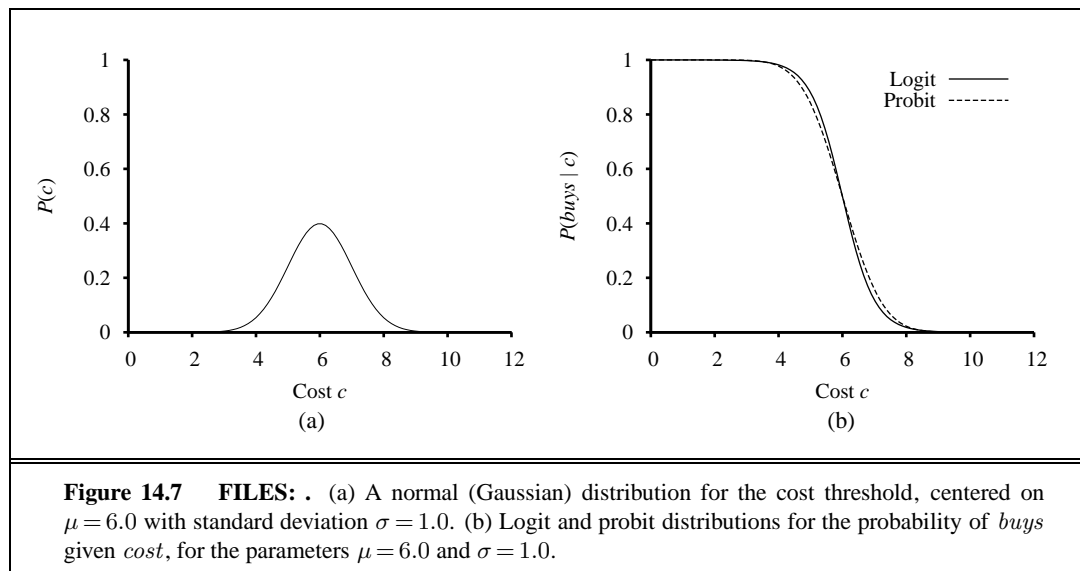 1
0.8
0.6
0.4
0.2
0
P(c)
0 2 4 6 8 10 12
Cost c
(a)
1
0.8
0.6
0.4
0.2
0
P(buys | c)
Logit
Probit
0 2 4 6 8 10 12
Cost c
(b)
Figure 14.7 FILES: . (a) A normal (Gaussian) distribution for the cost threshold, centered on
μ = 6.0 with standard deviation σ = 1.0. (b) Logit and probit distributions for the probability of buys
given cost, for the parameters μ = 6.0 and σ = 1.0.